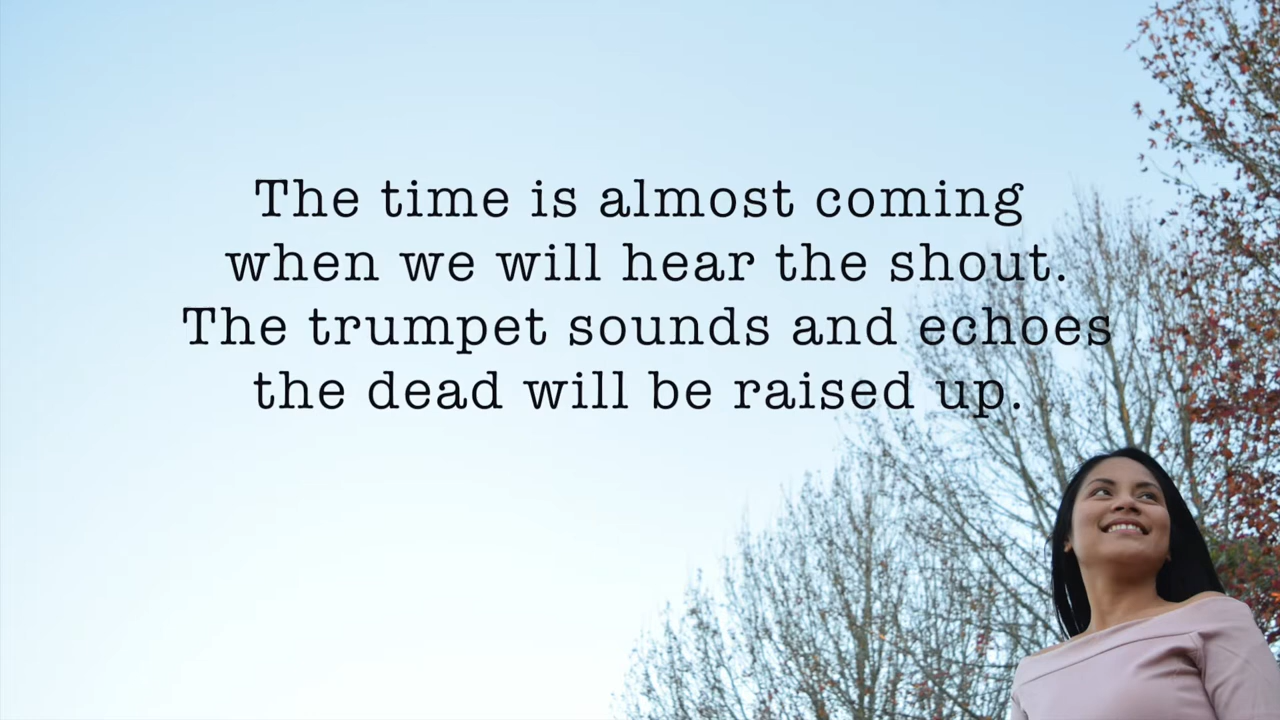 The time is almost coming
when we will hear the shout.
The trumpet sounds and echoes
the dead will be raised up.